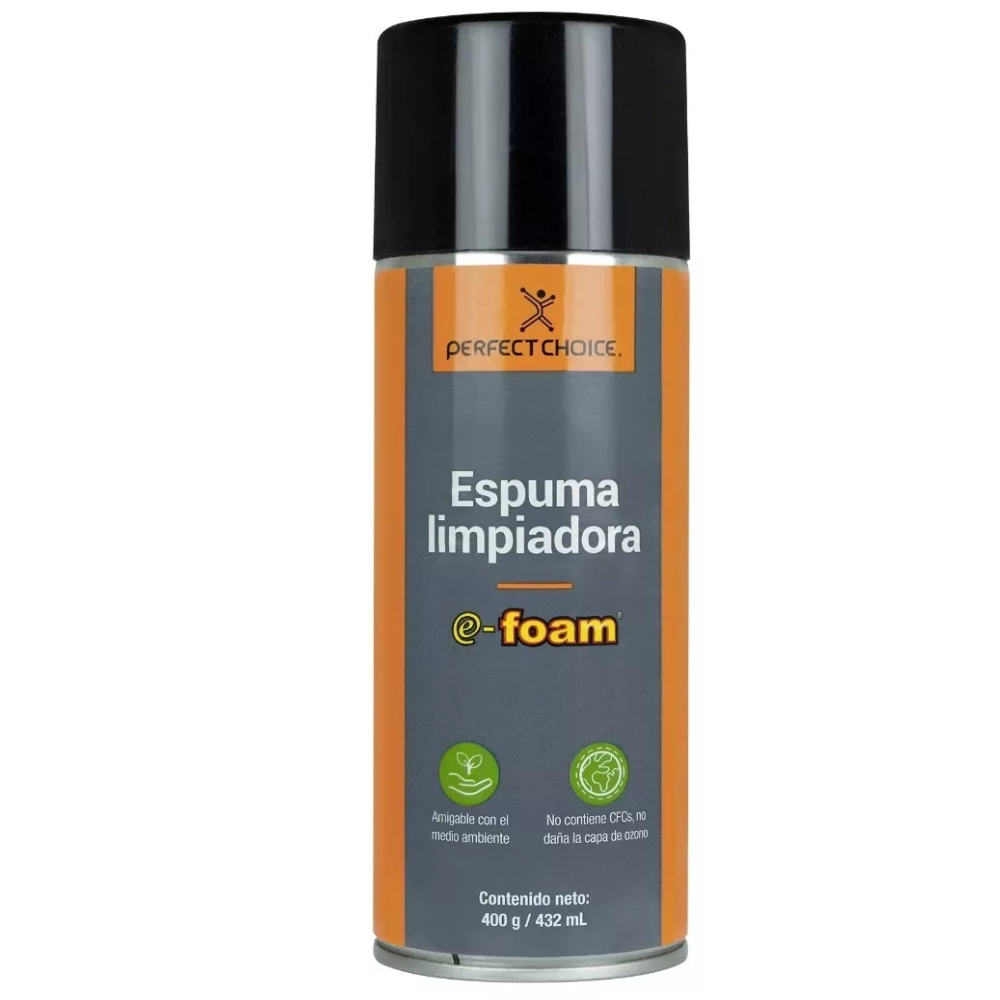 PERFECT CHOICE®
Espuma
limpiadora
e-foam®
Amigable con el
medio ambiente
No contiene CFCs, no
daña la capa de ozono
Contenido neto:
400 g / 432 mL